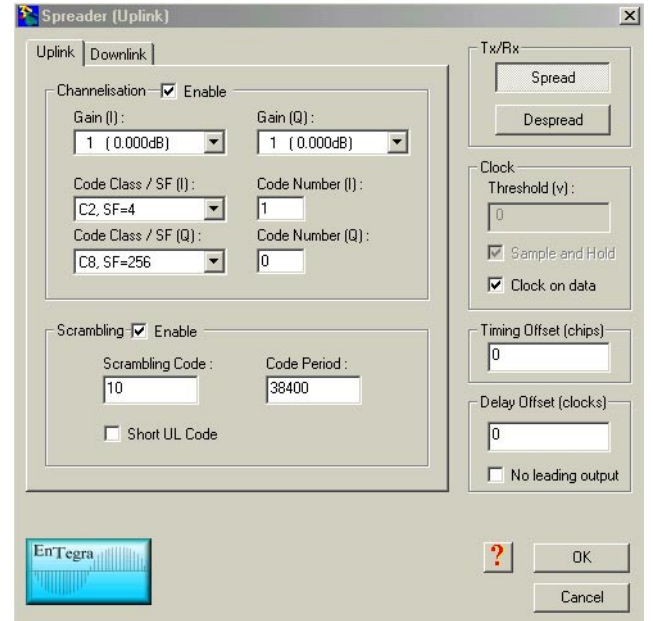 Spreader (Uplink)
Uplink Downlink
Channelisation Enable
Gain (I) : Gain (Q) :
1 (0.000dB) 1 (0.000dB)
Code Class / SF (I) : Code Number (I) :
C2, SF=4 1
Code Class / SF (Q) : Code Number (Q) :
C8, SF=256 0
Scrambling Enable
Scrambling Code : Code Period :
10 38400
Short UL Code
Tx/Rx
Spread
Despread
Clock
Threshold (v) :
0
Sample and Hold
Clock on data
Timing Offset (chips)
0
Delay Offset (clocks)
0
No leading output
EnTegra
? OK
Cancel